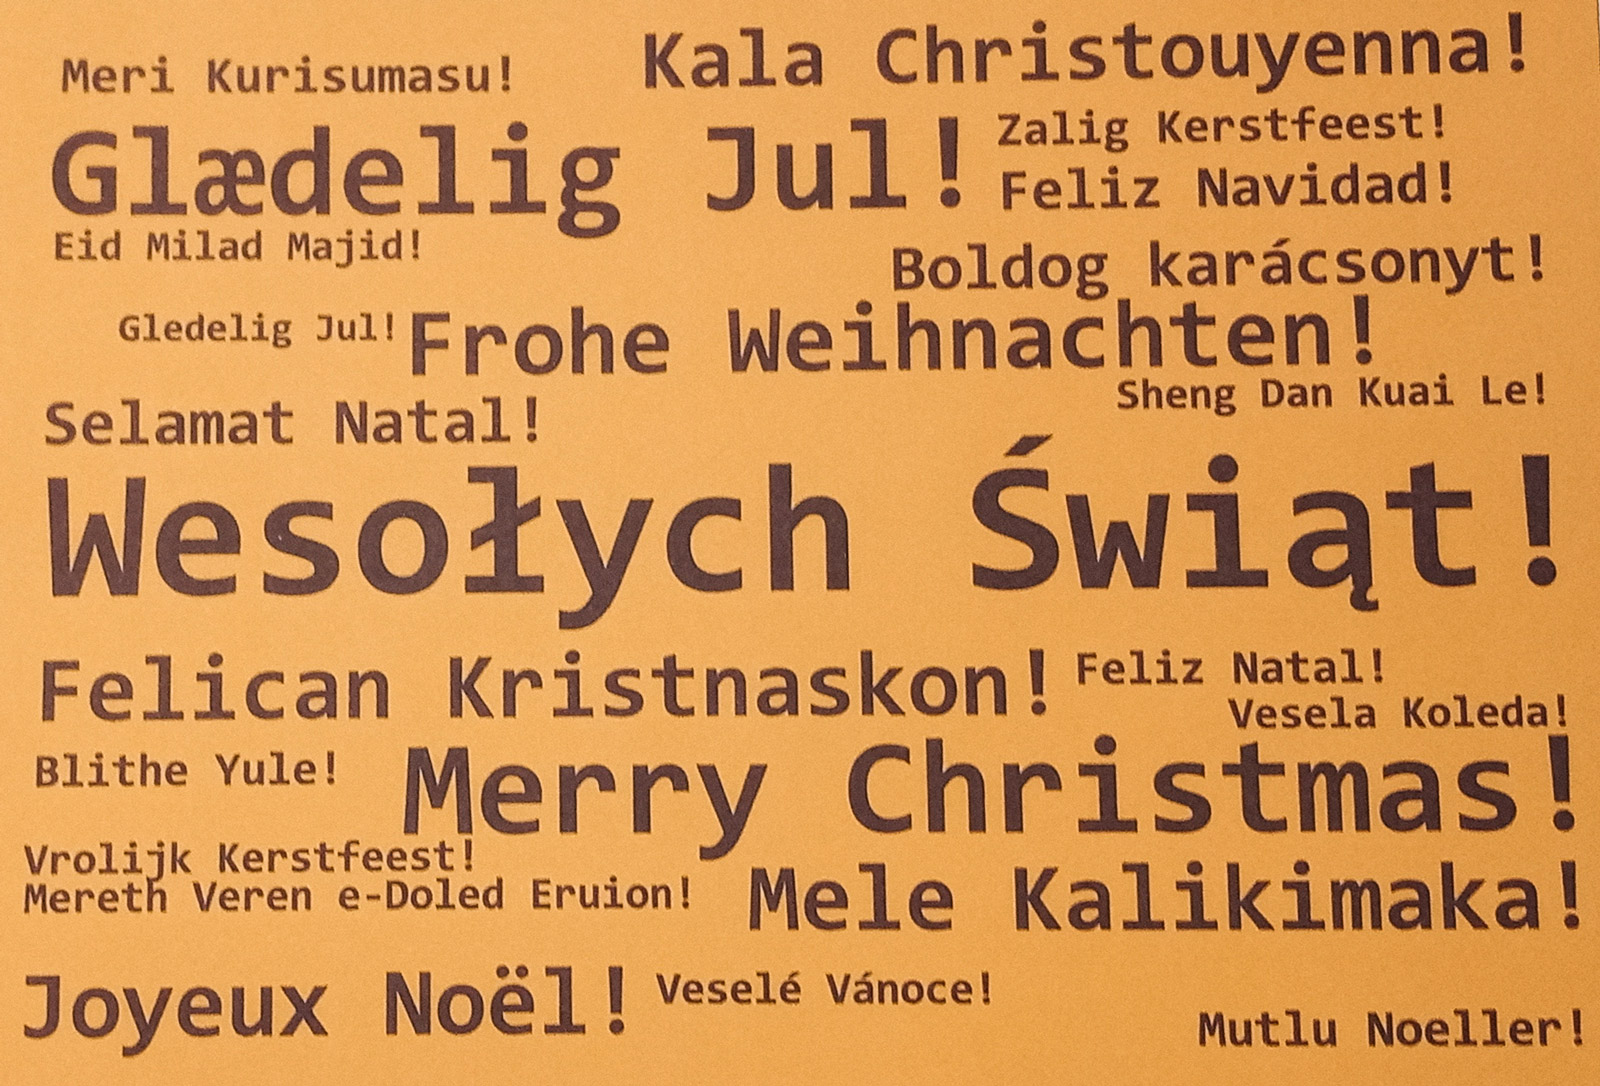 Meri Kurisumasu!
Kala Christouyenna!
Glædelig Jul!
Zalig Kerstfeest!
Feliz Navidad!
Eid Milad Majid!
Boldog karácsonyt!
Gledelig Jul!
Frohe Weihnachten!
Sheng Dan Kuai Le!
Selamat Natal!
Wesołych Świąt!
Felican Kristnaskon!
Feliz Natal!
Vesela Koleda!
Blithe Yule!
Merry Christmas!
Vrolijk Kerstfeest!
Mereth Veren e-Doled Eruion!
Mele Kalikimaka!
Joyeux Noël!
Veselé Vánoce!
Mutlu Noeller!